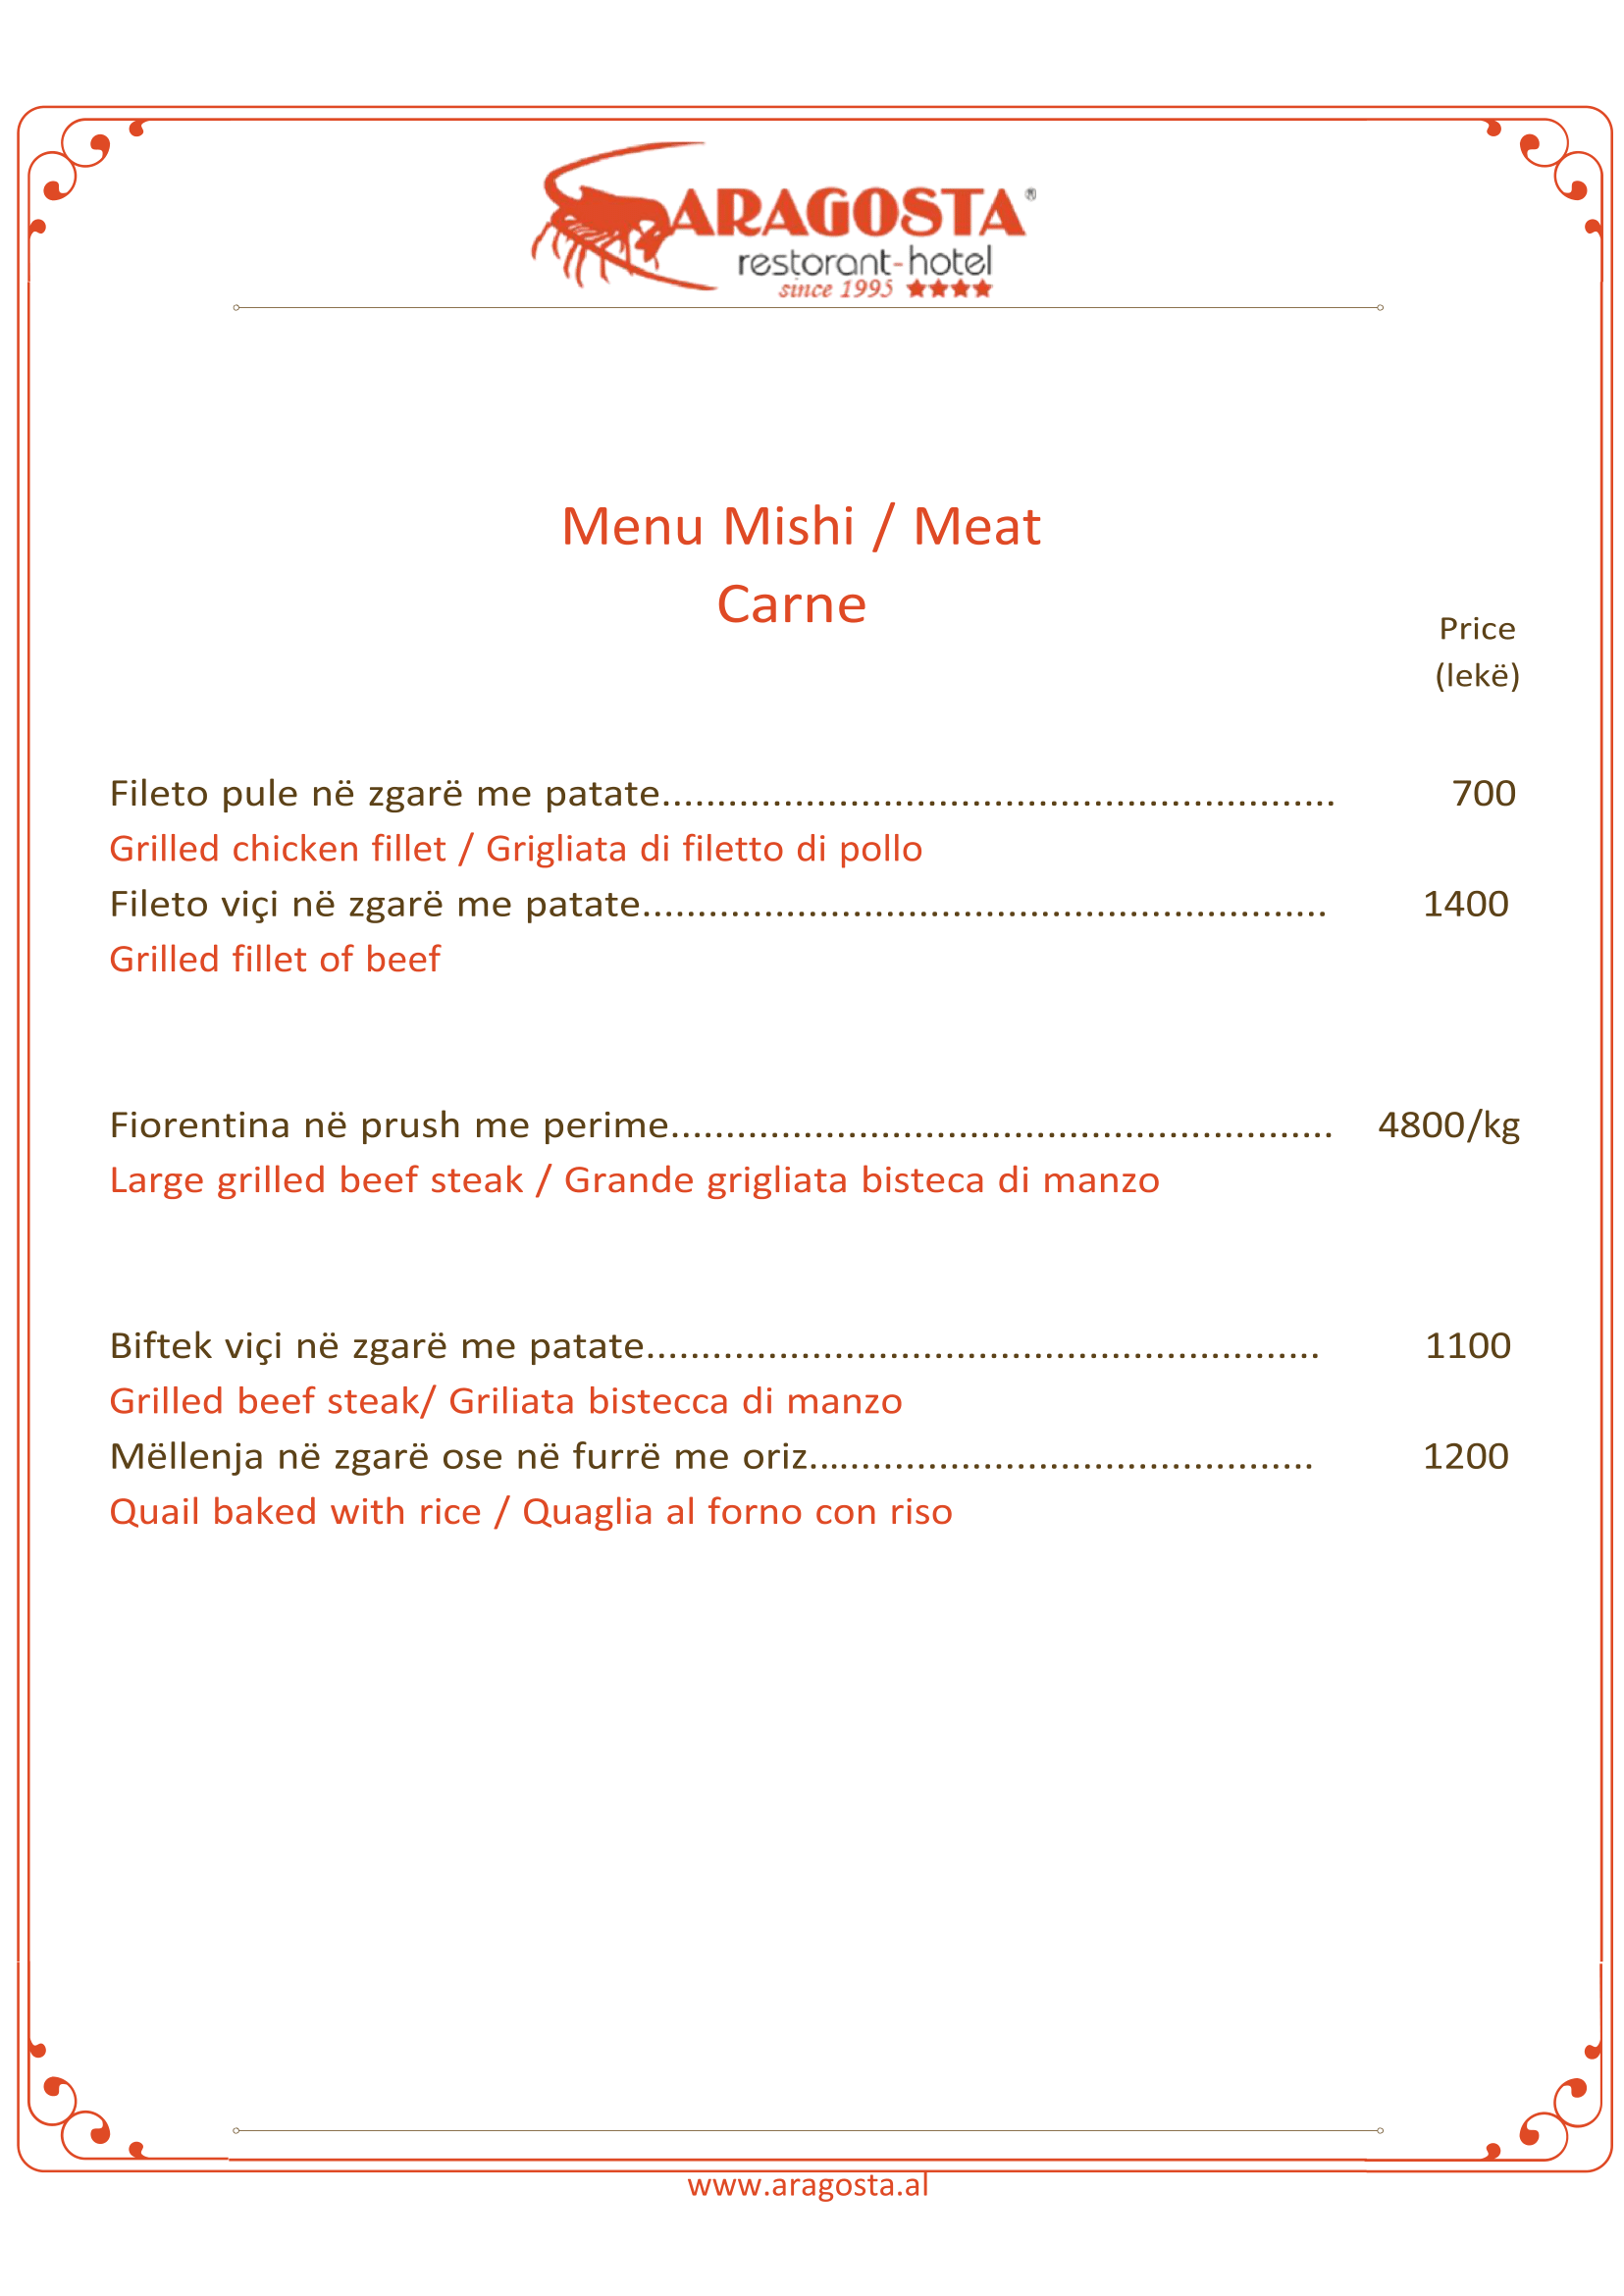 ARAGOSTA®
restorant-hotel
since 1995
Menu Mishi / Meat
Carne
Price
(lekë)
Fileto pule në zgarë me patate............................................................. 700
Grilled chicken fillet / Grigliata di filetto di pollo
Fileto viçi në zgarë me patate.............................................................. 1400
Grilled fillet of beef
Fiorentina në prush me perime............................................................ 4800/kg
Large grilled beef steak / Grande grigliata bisteca di manzo
Biftek viçi në zgarë me patate............................................................. 1100
Grilled beef steak/ Griliata bistecca di manzo
Mëllenja në zgarë ose në furrë me oriz.............................................. 1200
Quail baked with rice / Quaglia al forno con riso
www.aragosta.al